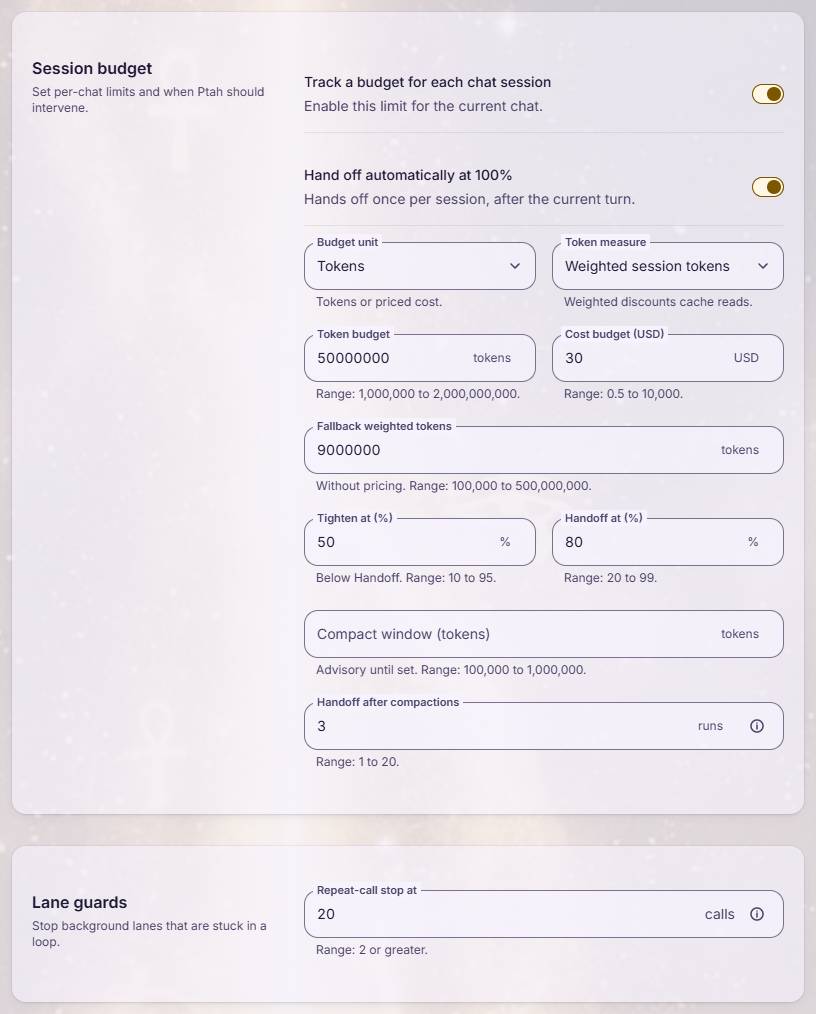 Session budget
Set per-chat limits and when Ptah should
intervene.
Track a budget for each chat session
Enable this limit for the current chat.
Hand off automatically at 100%
Hands off once per session, after the current turn.
Budget unit
Tokens
Tokens or priced cost.
Token measure
Weighted session tokens
Weighted discounts cache reads.
Token budget
50000000 tokens
Range: 1,000,000 to 2,000,000,000.
Cost budget (USD)
30 USD
Range: 0.5 to 10,000.
Fallback weighted tokens
9000000 tokens
Without pricing. Range: 100,000 to 500,000,000.
Tighten at (%)
50 %
Below Handoff. Range: 10 to 95.
Handoff at (%)
80 %
Range: 20 to 99.
Compact window (tokens) tokens
Advisory until set. Range: 100,000 to 1,000,000.
Handoff after compactions
3 runs
Range: 1 to 20.
Lane guards
Stop background lanes that are stuck in a
loop.
Repeat-call stop at
20 calls
Range: 2 or greater.